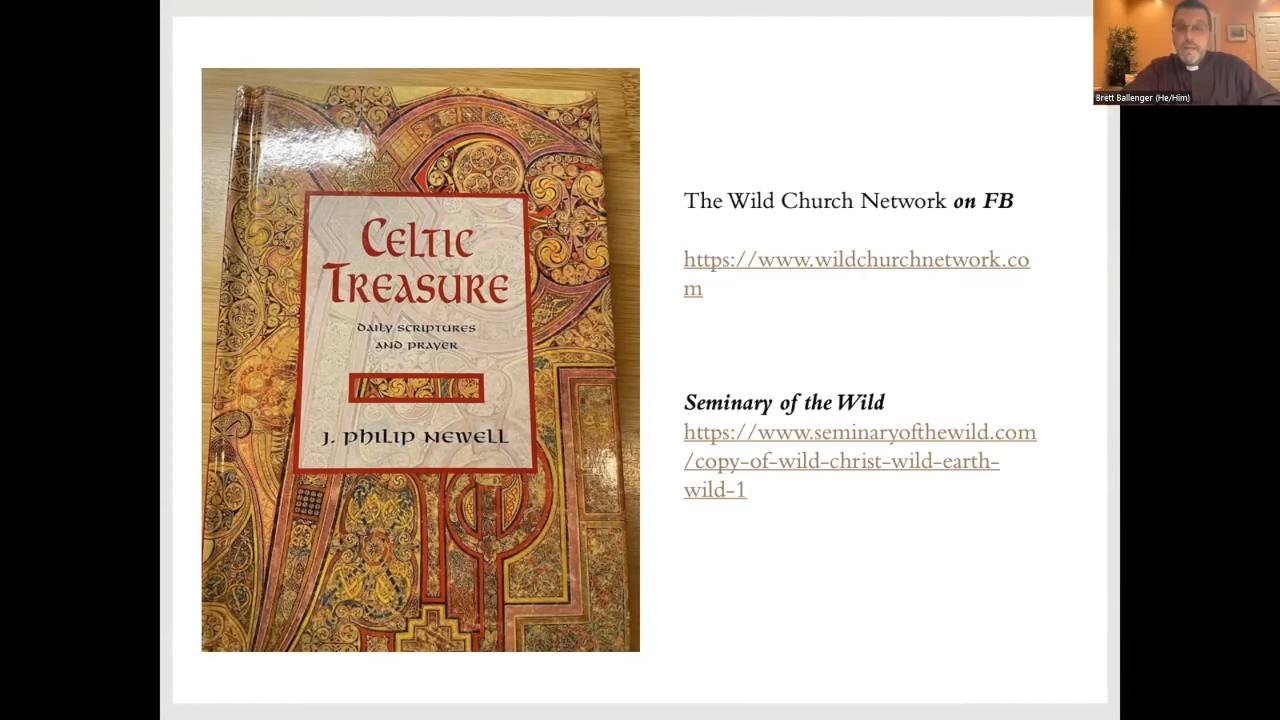 CELTIC
TREASURE
DAILY SCRIPTURES
AND PRAYER
J. PHILIP NEWELL
The Wild Church Network on FB
https://www.wildchurchnetwork.co
m
Seminary of the Wild
https://www.seminaryofthewild.com
/copy-of-wild-christ-wild-earth-
wild-1
Brett Ballenger (He/Him)